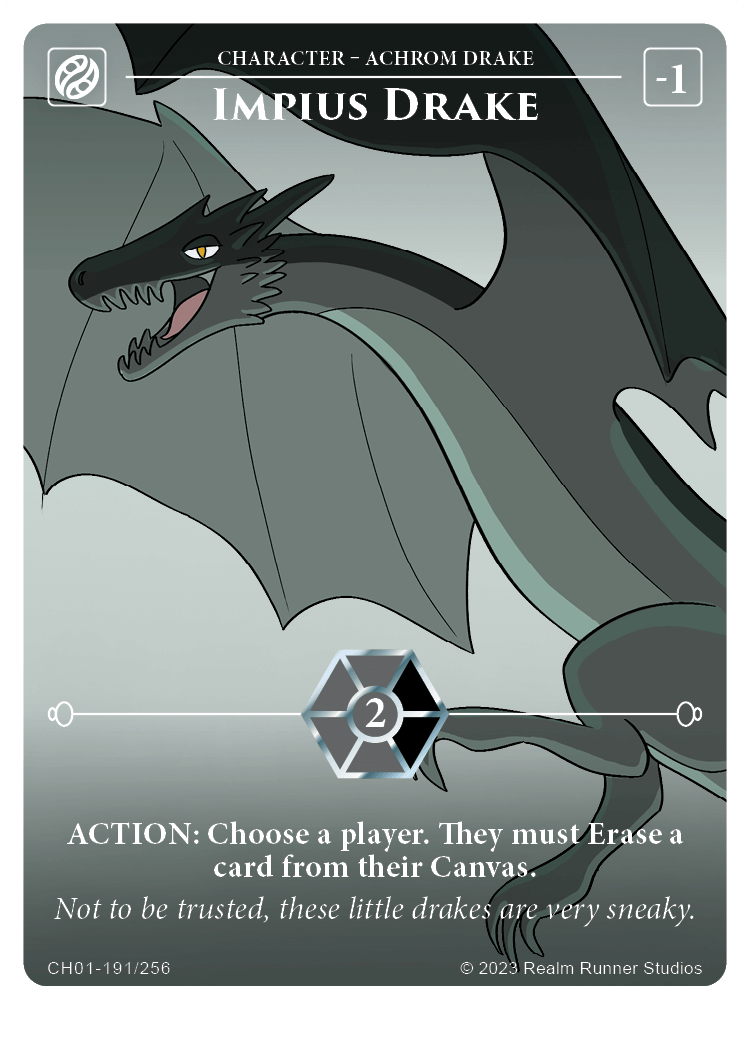 CHARACTER – ACHROM DRAKE
-1
IMPIUS DRAKE
2
ACTION: Choose a player. They must Erase a
card from their Canvas.
Not to be trusted, these little drakes are very sneaky.
CH01-191/256
© 2023 Realm Runner Studios